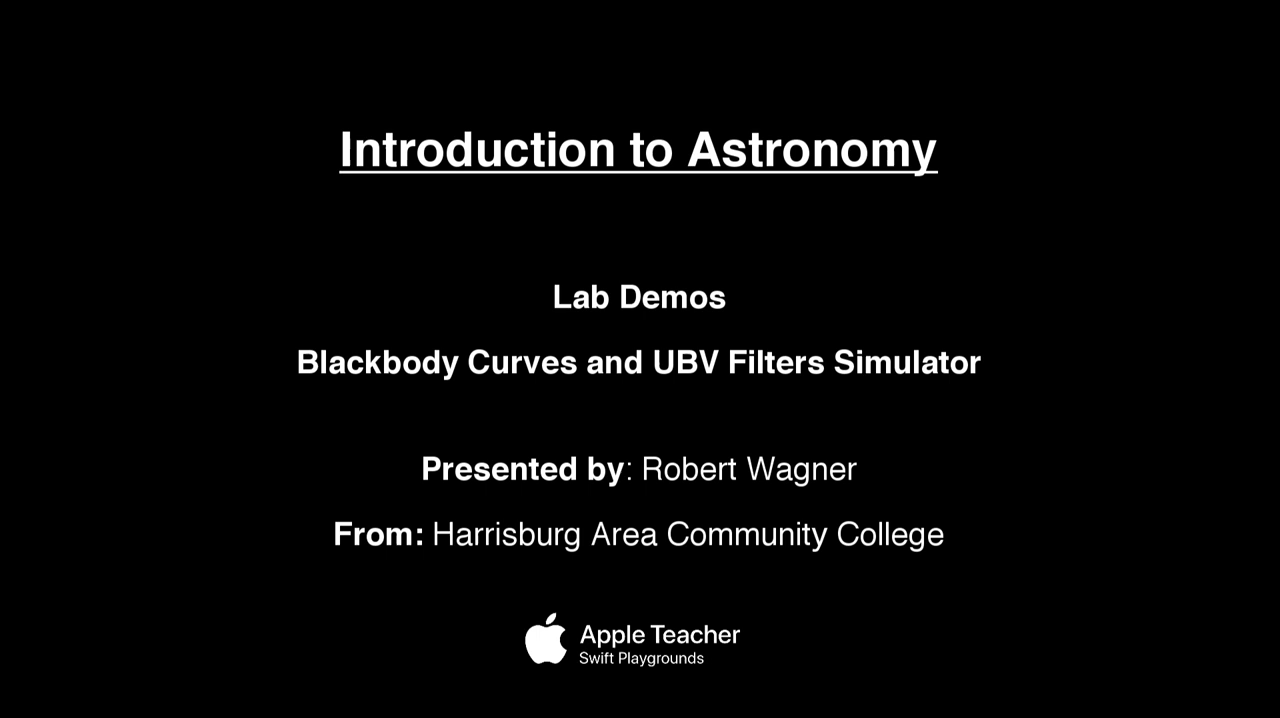 Introduction to Astronomy
Lab Demos
Blackbody Curves and UBV Filters Simulator
Presented by: Robert Wagner
From: Harrisburg Area Community College
Apple Teacher
Swift Playgrounds